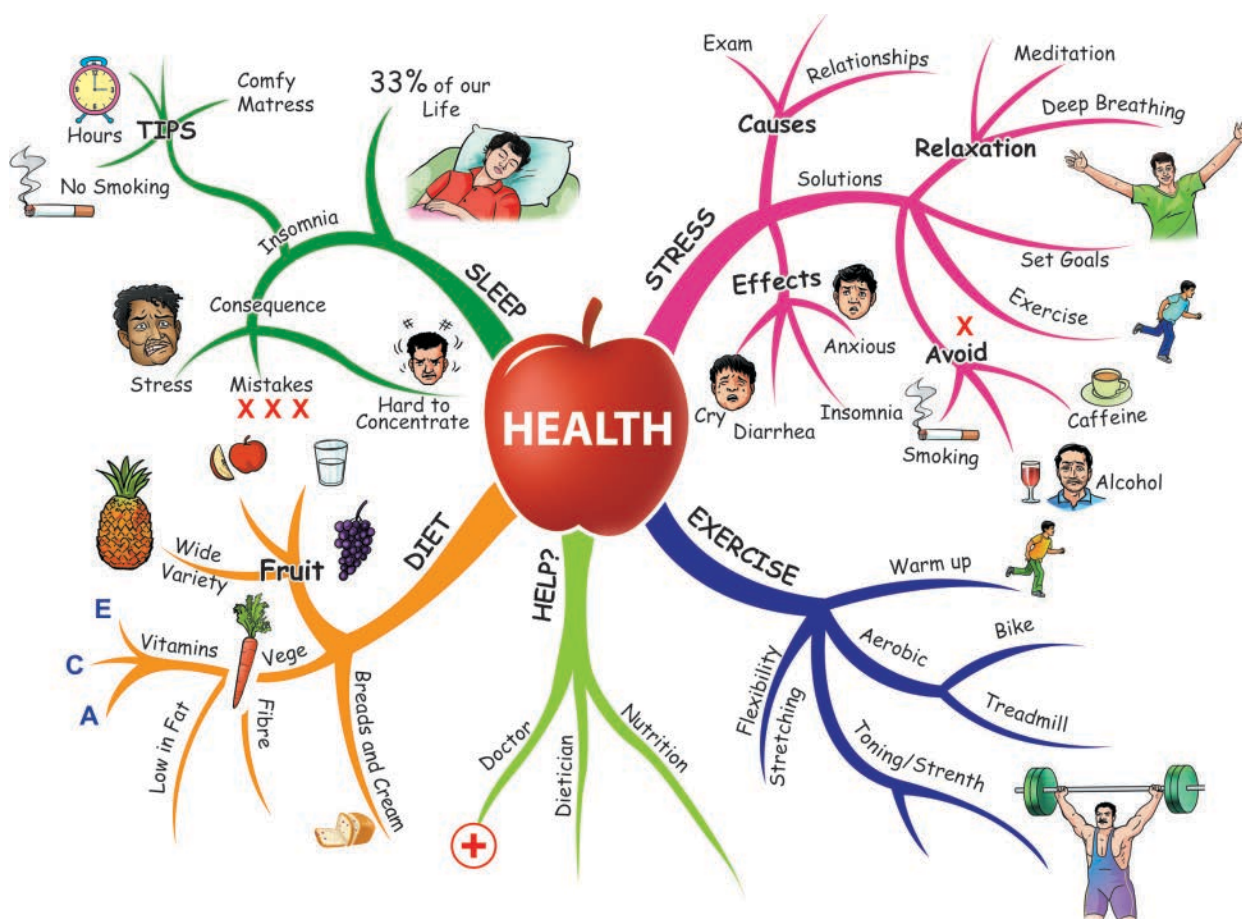 HEALTH
SLEEP
33% of our
Life
Insomnia
TIPS
Hours
Comfy
Matress
No Smoking
Consequence
Stress
Mistakes
X X X
Hard to
Concentrate
STRESS
Causes
Exam
Relationships
Solutions
Relaxation
Meditation
Deep Breathing
Set Goals
Exercise
X
Avoid
Caffeine
Smoking
Alcohol
Effects
Anxious
Cry
Diarrhea
Insomnia
DIET
Fruit
Wide
Variety
Vege
Vitamins
E
C
A
Low in Fat
Fibre
Breads and Cream
HELP?
Doctor
Dietician
Nutrition
EXERCISE
Warm up
Aerobic
Bike
Treadmill
Flexibility
Stretching
Toning/Strenth